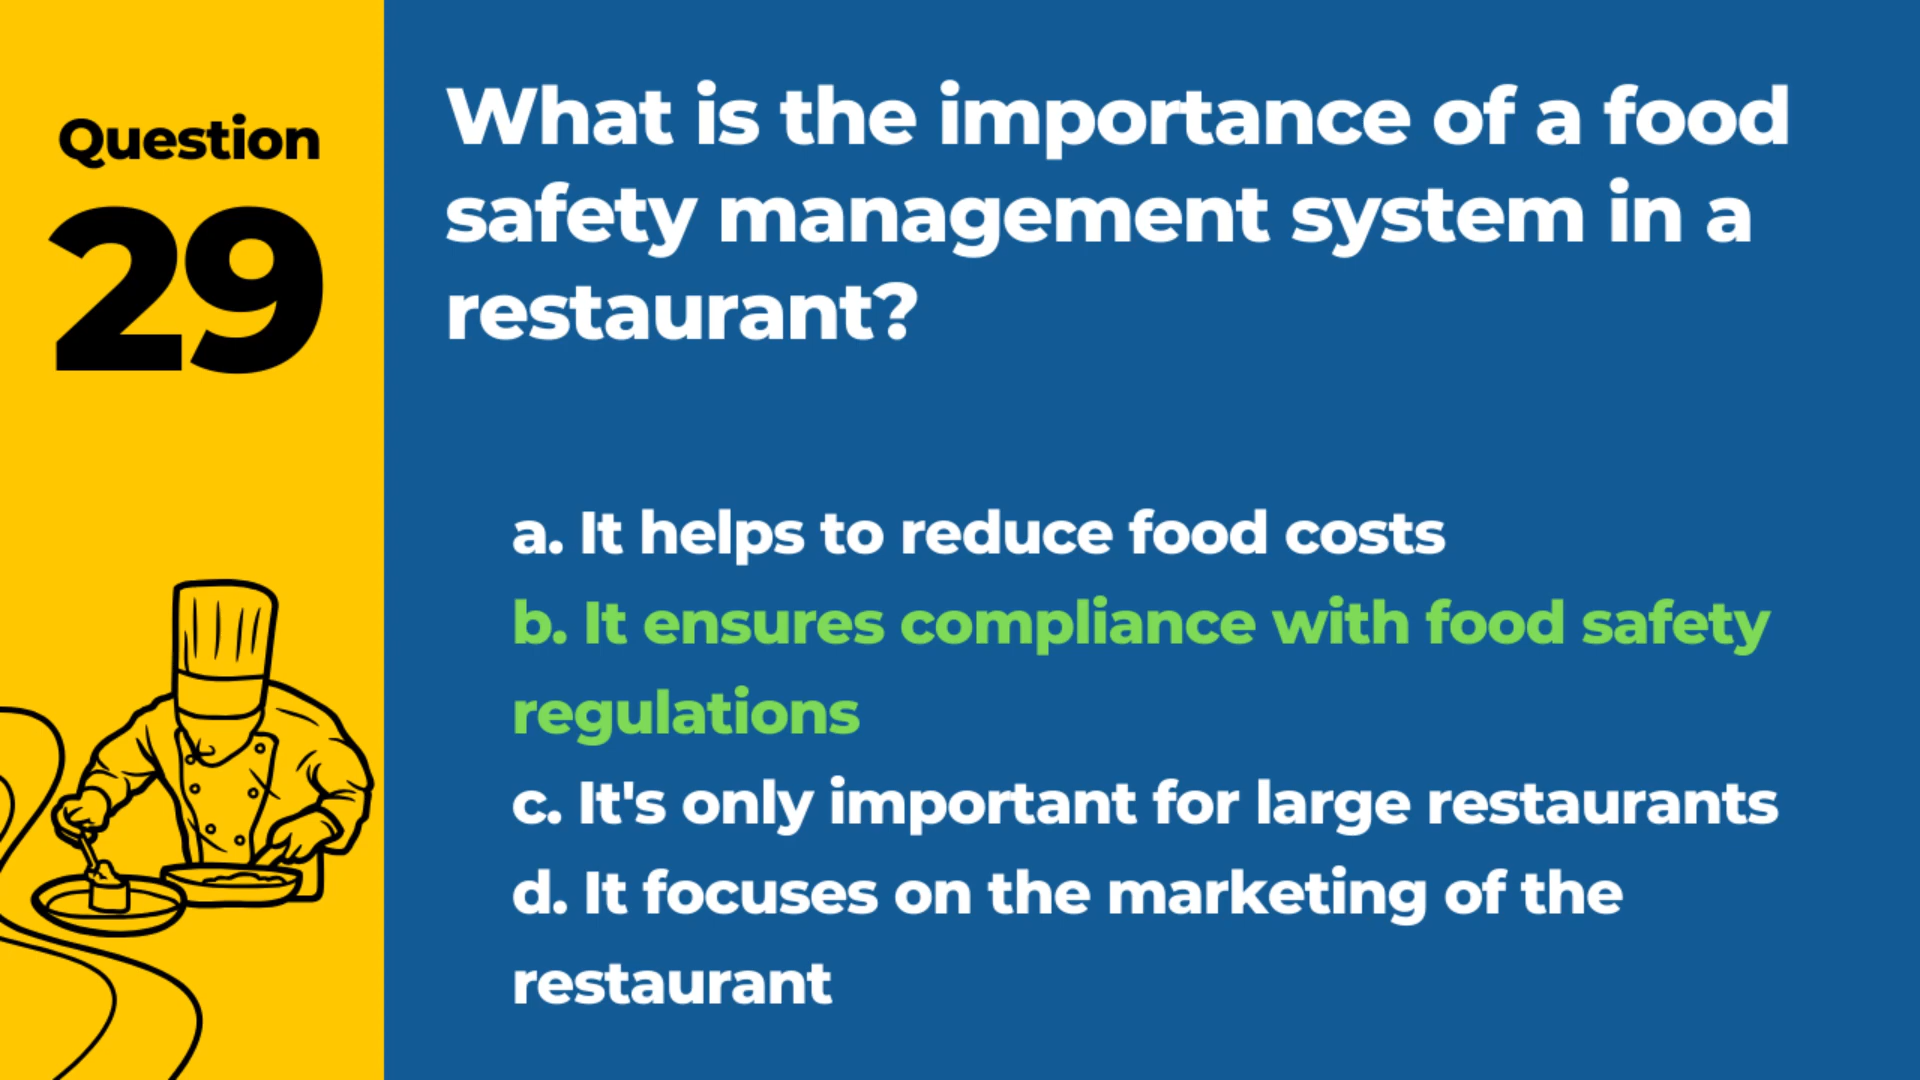 Question
29
What is the importance of a food
safety management system in a
restaurant?
a. It helps to reduce food costs
b. It ensures compliance with food safety
regulations
c. It's only important for large restaurants
d. It focuses on the marketing of the
restaurant